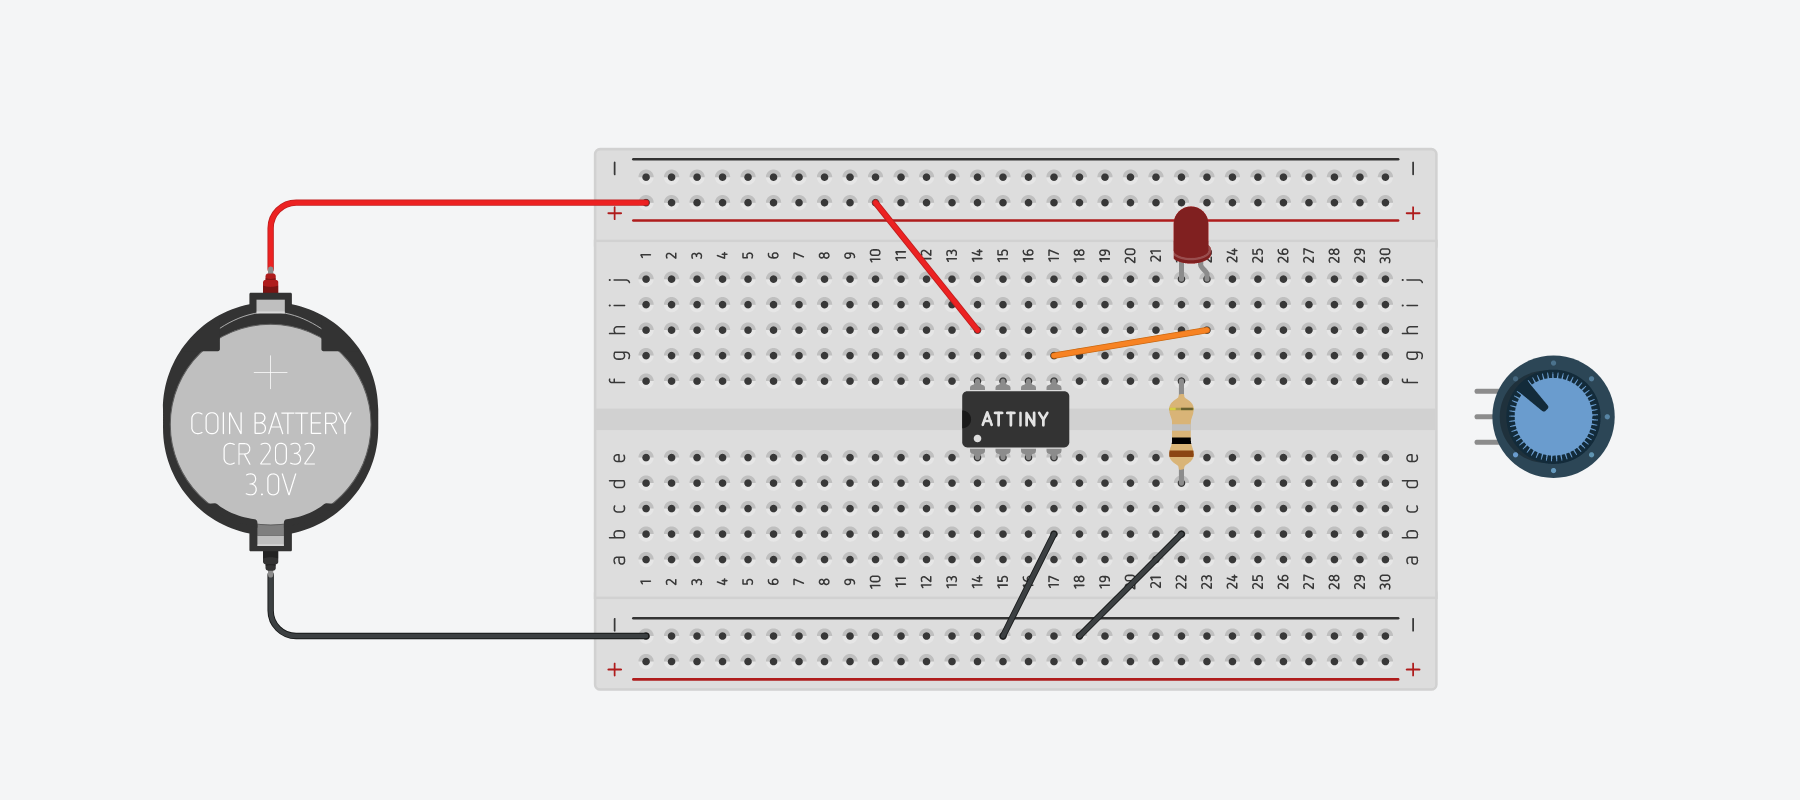 − −
+ +
1 2 3 4 5 6 7 8 9 10 11 12 13 14 15 16 17 18 19 20 21 24 25 26 27 28 29 30
j j
i i
h h
g g
f f
ATTINY
COIN BATTERY
CR 2032
3.0V
e e
d d
c c
b b
a a
1 2 3 4 5 6 7 8 9 10 11 12 13 14 15 16 17 18 19 20 21 22 23 24 25 26 27 28 29 30
− −
+ +